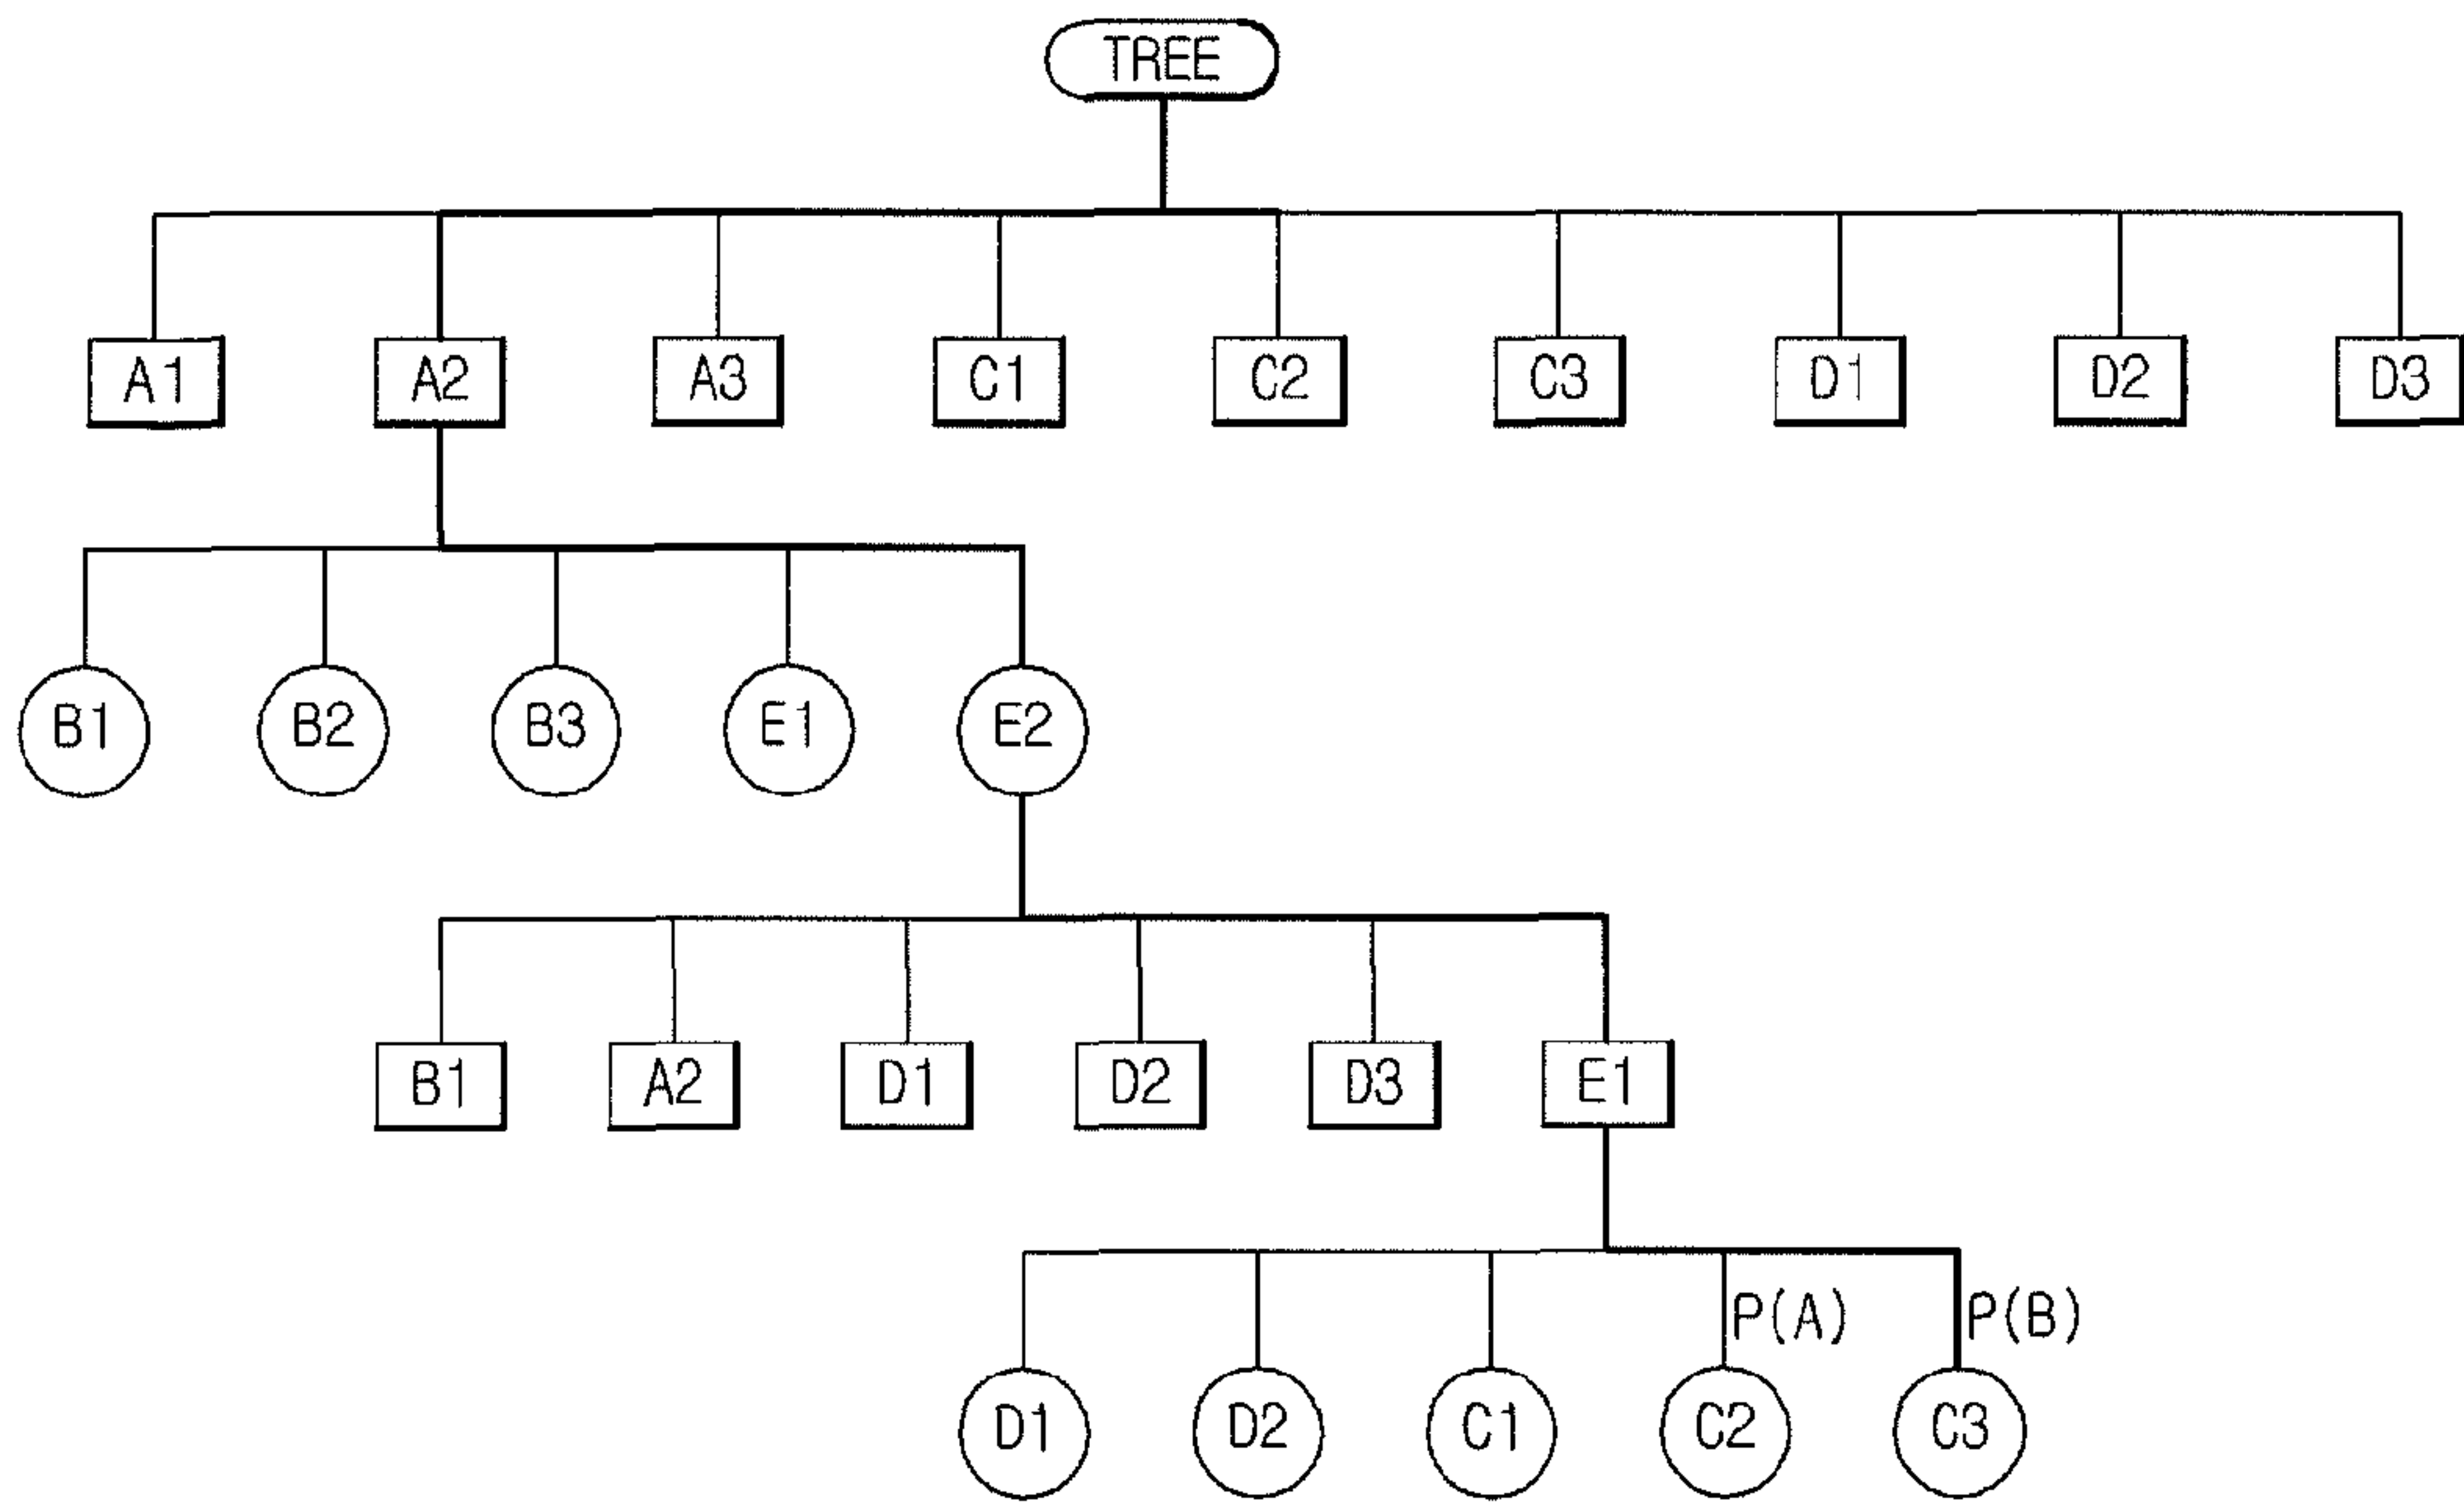 TREE
A1 A2 A3 C1 C2 C3 D1 D2 D3
B1 B2 B3 E1 E2
B1 A2 D1 D2 D3 E1
P(A) P(B)
D1 D2 C1 C2 C3